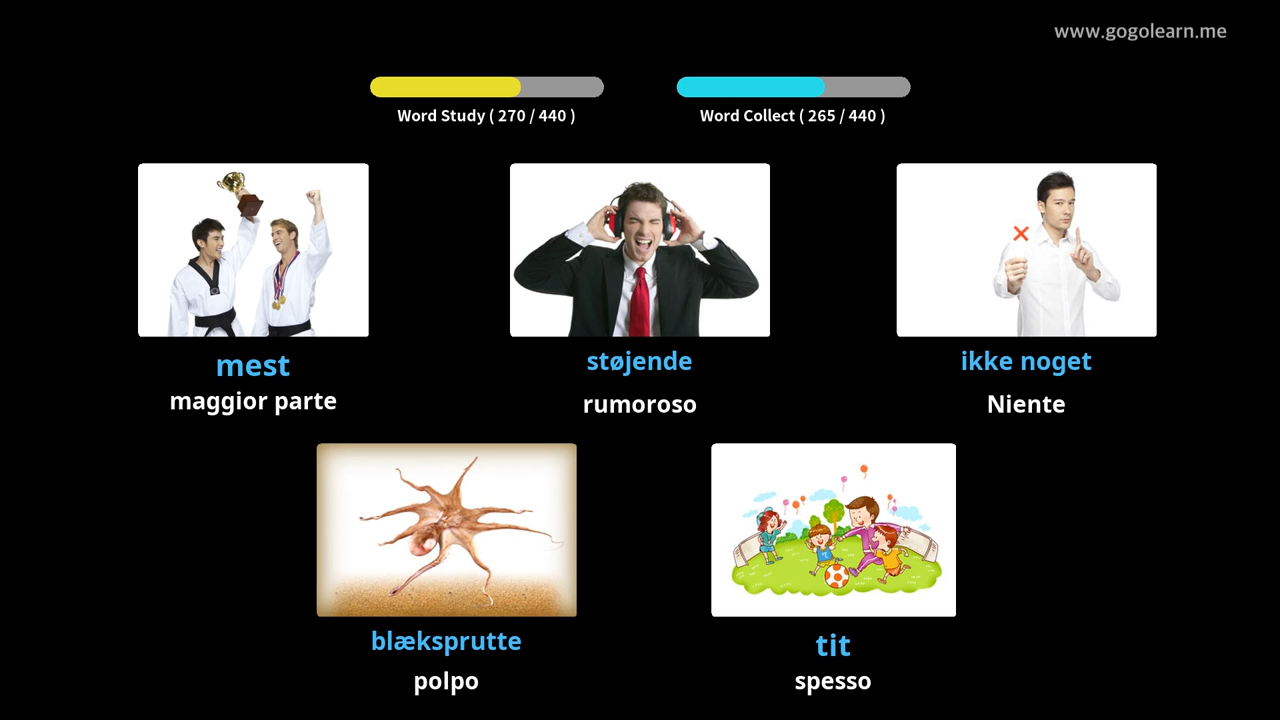 www.gogolearn.me
Word Study ( 270 / 440 )
Word Collect ( 265 / 440 )
mest
maggior parte
støjende
rumoroso
ikke noget
Niente
blæksprutte
polpo
tit
spesso